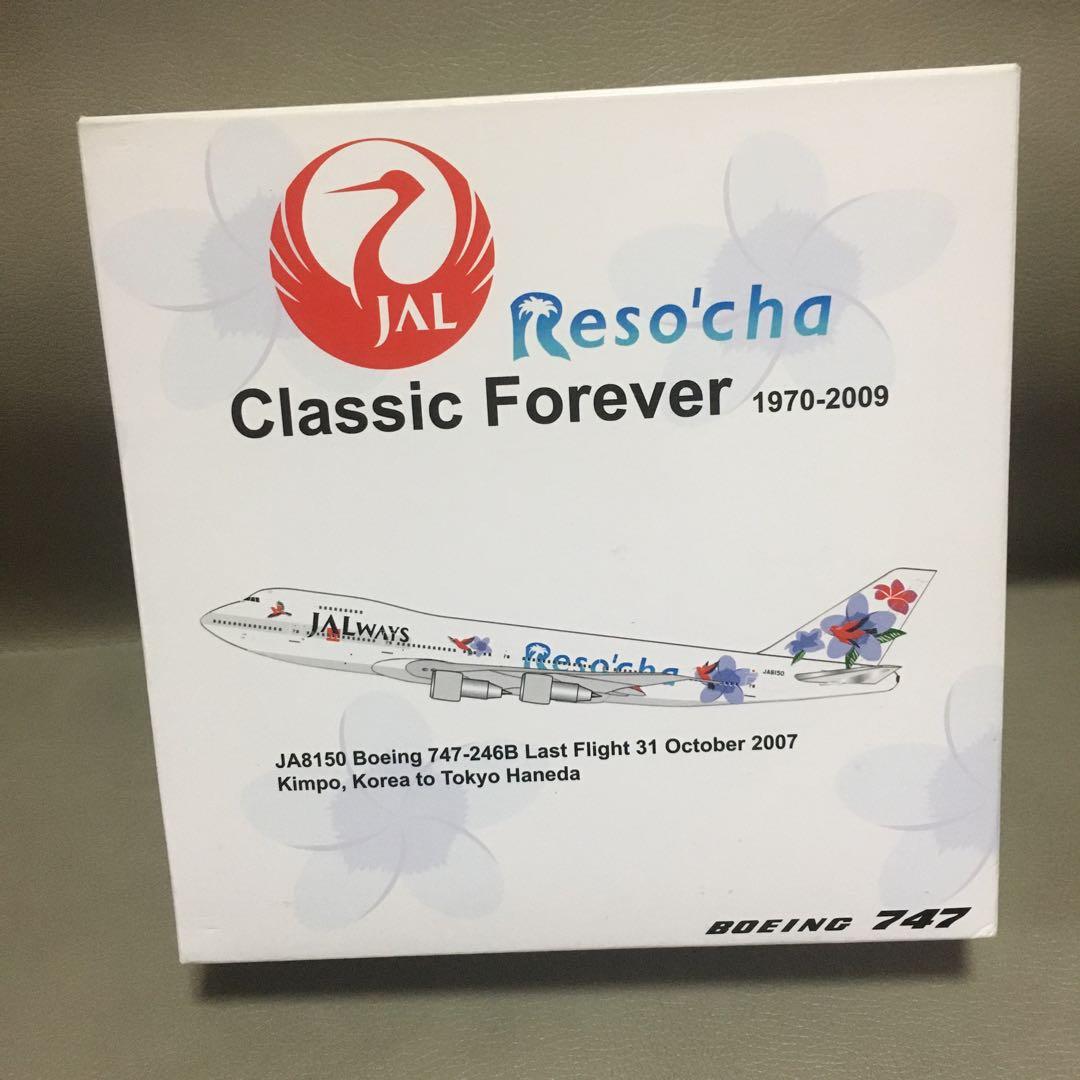 JAL
Reso'cha
Classic Forever 1970-2009
JALWAYS
Reso'cha
JA8150
JA8150 Boeing 747-246B Last Flight 31 October 2007
Kimpo, Korea to Tokyo Haneda
BOEING 747